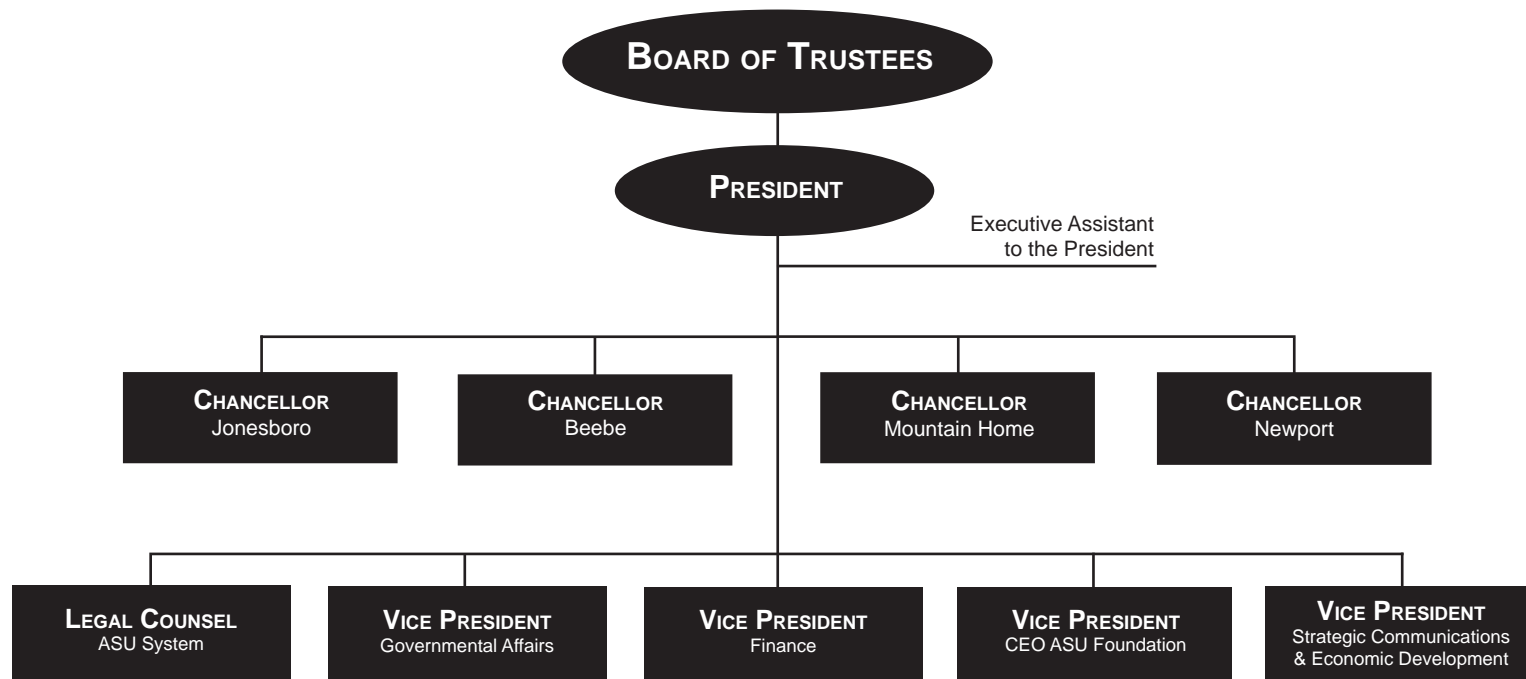 BOARD OF TRUSTEES
PRESIDENT
Executive Assistant
to the President
CHANCELLOR
Jonesboro
CHANCELLOR
Beebe
CHANCELLOR
Mountain Home
CHANCELLOR
Newport
LEGAL COUNSEL
ASU System
VICE PRESIDENT
Governmental Affairs
VICE PRESIDENT
Finance
VICE PRESIDENT
CEO ASU Foundation
VICE PRESIDENT
Strategic Communications
& Economic Development